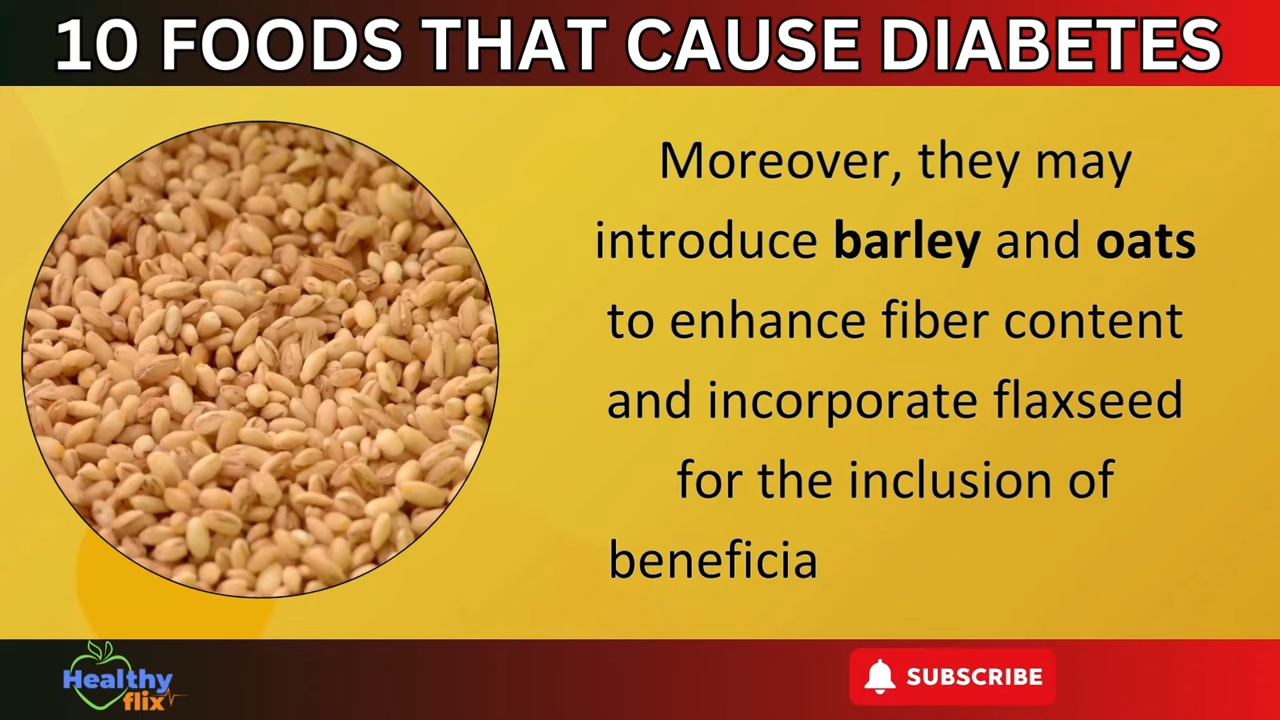 10 FOODS THAT CAUSE DIABETES
Moreover, they may
introduce barley and oats
to enhance fiber content
and incorporate flaxseed
for the inclusion of
beneficia
Healthy
flix
SUBSCRIBE